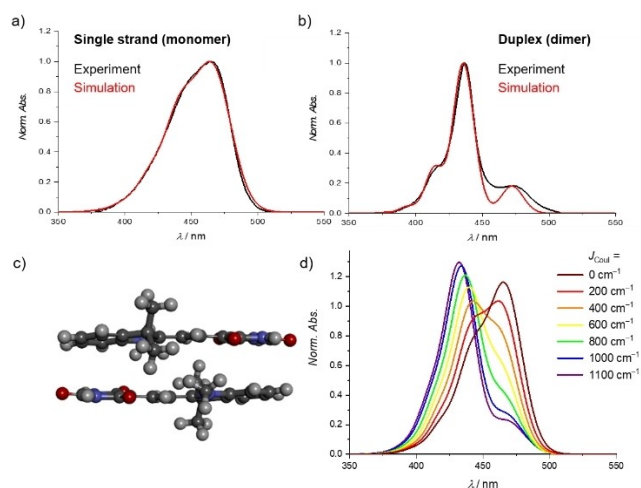 a)
Single strand (monomer)
Experiment
Simulation
Norm. Abs.
1.2
1.0
0.8
0.6
0.4
0.2
0.0
350 400 450 500 550
λ / nm
b)
Duplex (dimer)
Experiment
Simulation
Norm. Abs.
1.2
1.0
0.8
0.6
0.4
0.2
0.0
350 400 450 500 550
λ / nm
c)
d)
J_Coul =
0 cm⁻¹
200 cm⁻¹
400 cm⁻¹
600 cm⁻¹
800 cm⁻¹
1000 cm⁻¹
1100 cm⁻¹
Norm. Abs.
1.2
1.0
0.8
0.6
0.4
0.2
0.0
350 400 450 500 550
λ / nm